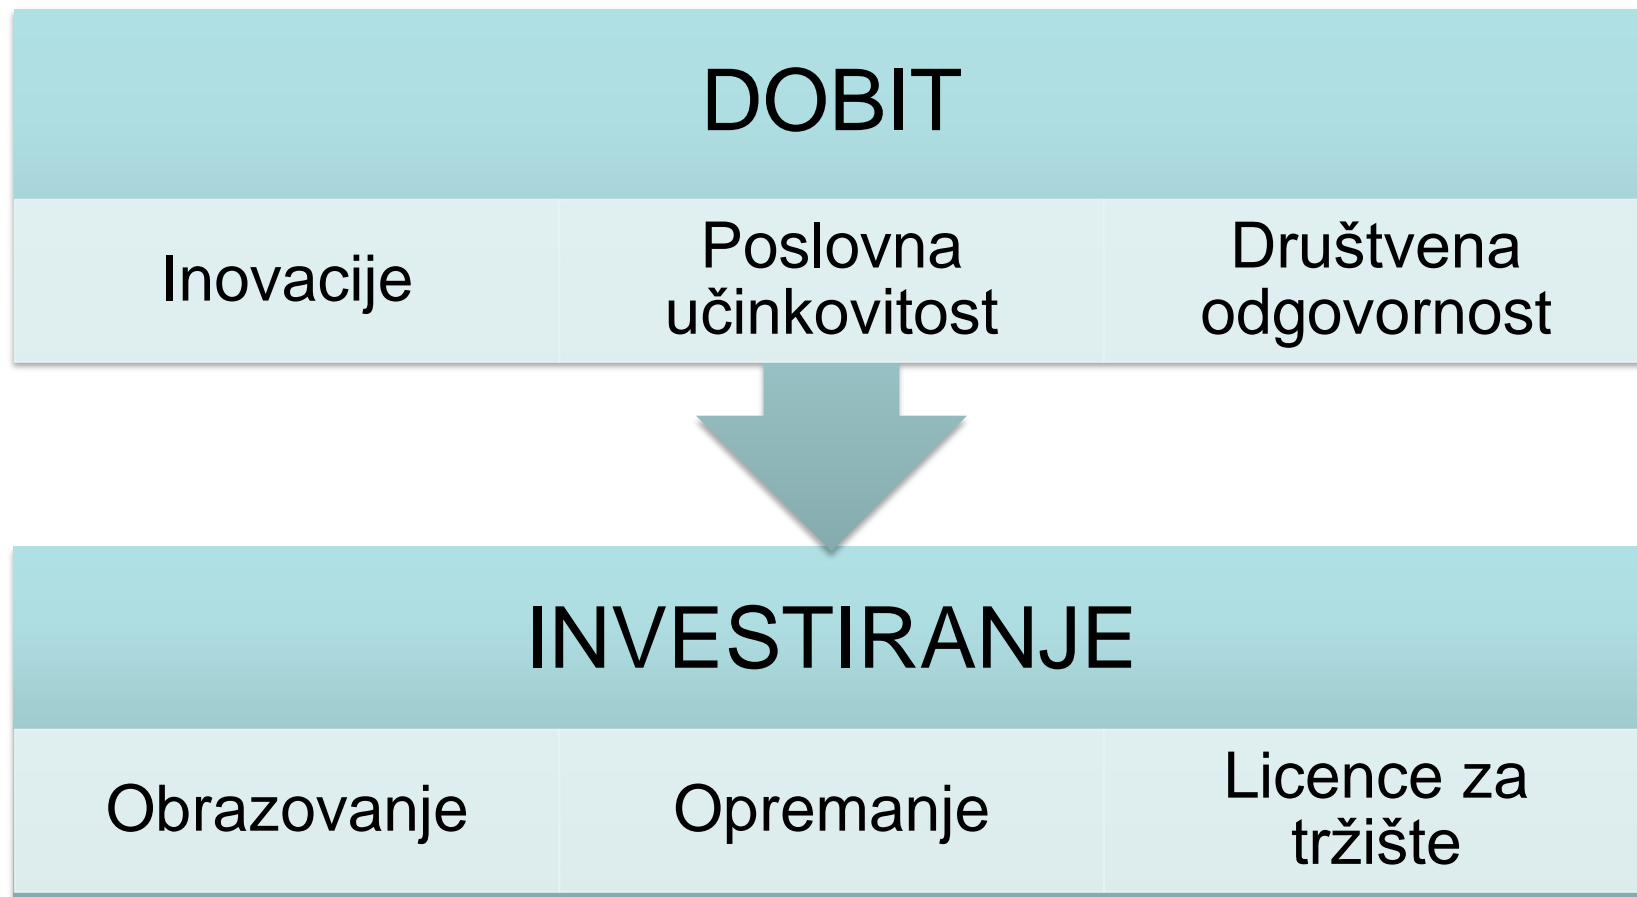 DOBIT
Inovacije
Poslovna
učinkovitost
Društvena
odgovornost
INVESTIRANJE
Obrazovanje
Opremanje
Licence za
tržište